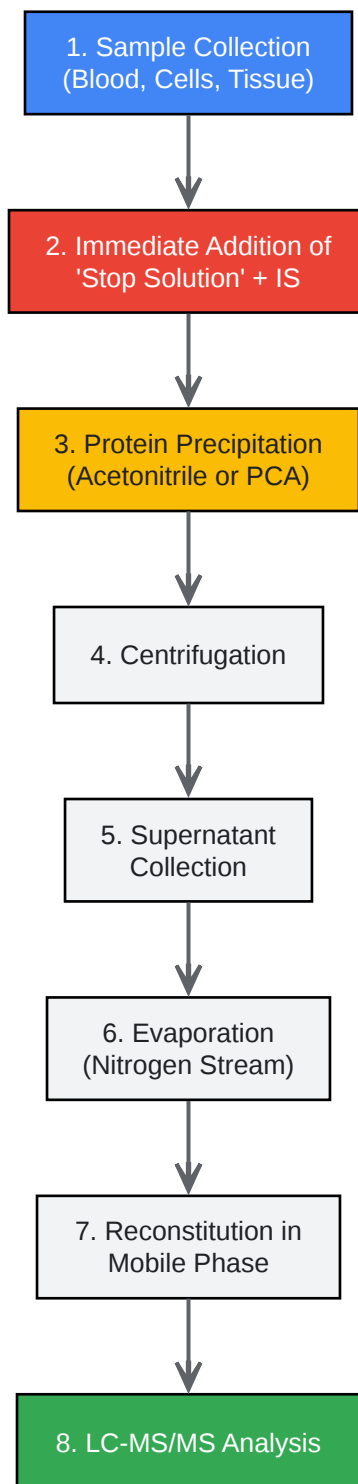 1. Sample Collection
(Blood, Cells, Tissue)
2. Immediate Addition of
'Stop Solution' + IS
3. Protein Precipitation
(Acetonitrile or PCA)
4. Centrifugation
5. Supernatant
Collection
6. Evaporation
(Nitrogen Stream)
7. Reconstitution in
Mobile Phase
8. LC-MS/MS Analysis